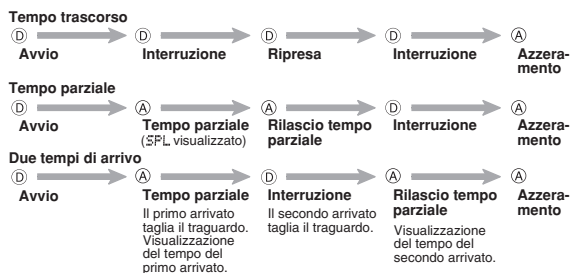 Tempo trascorso
D D D D A
Avvio Interruzione Ripresa Interruzione Azzera-
mento
Tempo parziale
D A A D A
Avvio Tempo parziale Rilascio tempo Interruzione Azzera-
(SPL visualizzato) parziale mento
Due tempi di arrivo
D A D A A
Avvio Tempo parziale Interruzione Rilascio tempo Azzera-
Il primo arrivato Il secondo arrivato parziale mento
taglia il traguardo. taglia il traguardo. Visualizzazione
Visualizzazione del tempo del
del tempo del secondo arrivato.
primo arrivato.